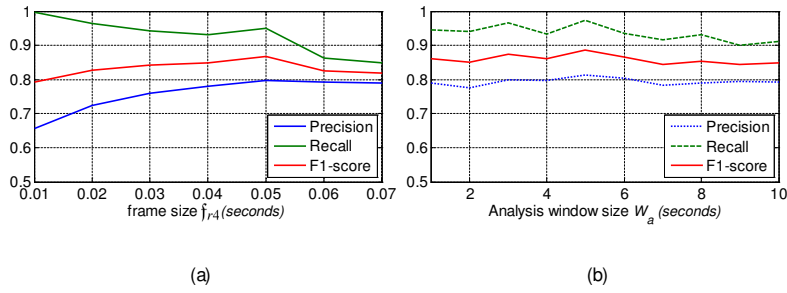 1
0.9
0.8
0.7
0.6
0.5
0.01 0.02 0.03 0.04 0.05 0.06 0.07
frame size 𝔣r4 (seconds)
Precision
Recall
F1-score
(a)
1
0.9
0.8
0.7
0.6
0.5
2 4 6 8 10
Analysis window size W_a (seconds)
Precision
Recall
F1-score
(b)